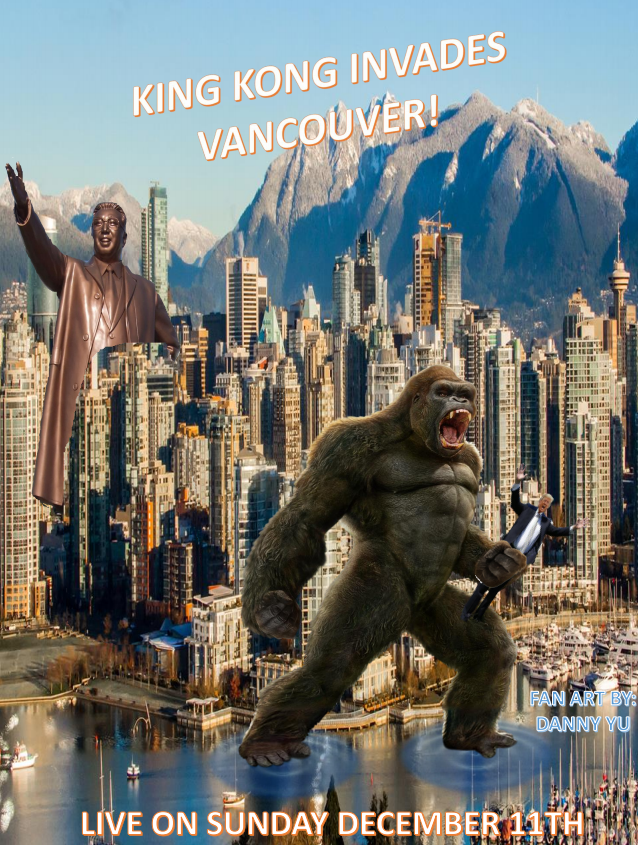 KING KONG INVADES
VANCOUVER!
FAN ART BY:
DANNY YU
LIVE ON SUNDAY DECEMBER 11TH